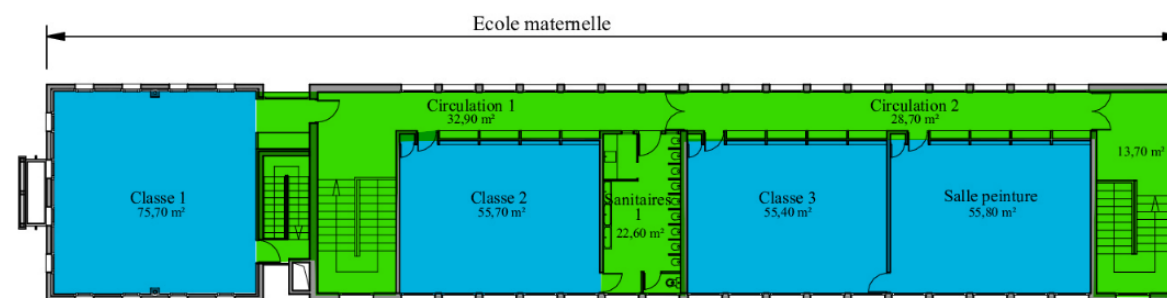 Ecole maternelle
Circulation 1
32,90 m²
Circulation 2
28,70 m²
13,70 m²
Classe 1
75,70 m²
Classe 2
55,70 m²
Sanitaires
1
22,60 m²
Classe 3
55,40 m²
Salle peinture
55,80 m²